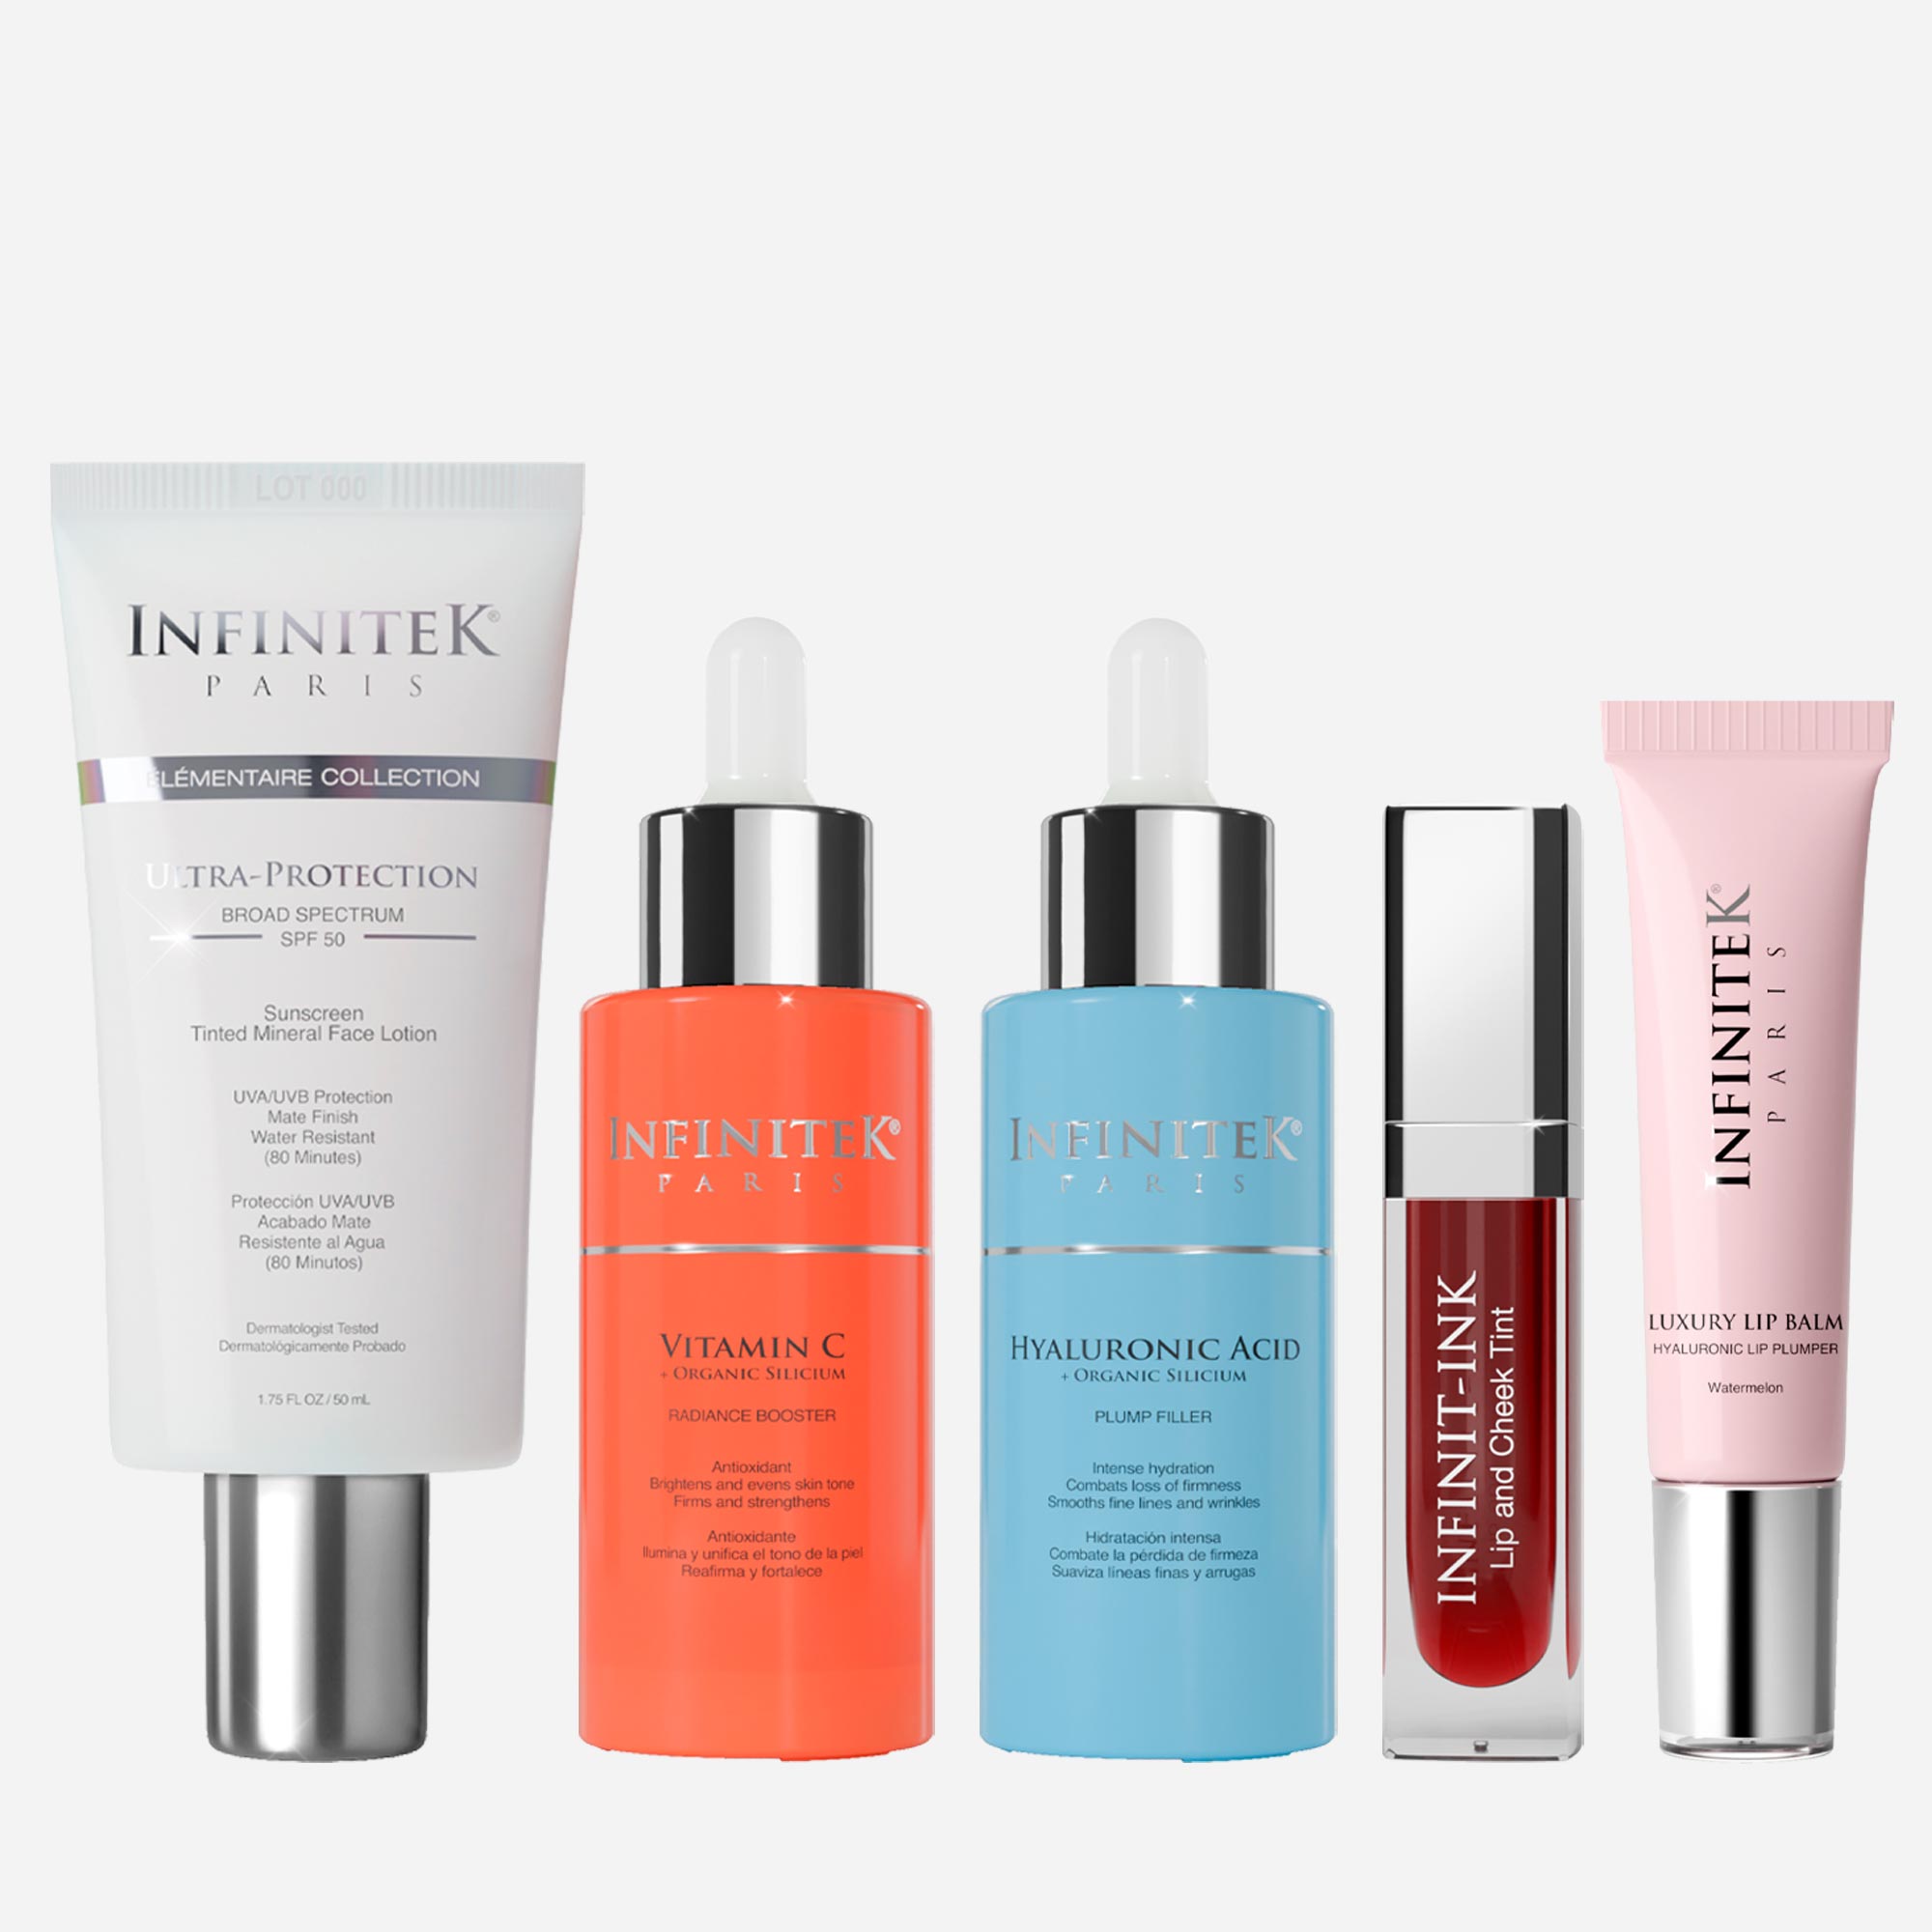 LOT 000
INFINITEK®
PARIS
ÉLÉMENTAIRE COLLECTION
ULTRA-PROTECTION
BROAD SPECTRUM
SPF 50
Sunscreen
Tinted Mineral Face Lotion
UVA/UVB Protection
Mate Finish
Water Resistant
(80 Minutes)
Protección UVA/UVB
Acabado Mate
Resistente al Agua
(80 Minutos)
Dermatologist Tested
Dermatológicamente Probado
1.75 FL OZ / 50 mL
INFINITEK®
PARIS
VITAMIN C
+ ORGANIC SILICIUM
RADIANCE BOOSTER
Antioxidant
Brightens and evens skin tone
Firms and strengthens
Antioxidante
Ilumina y unifica el tono de la piel
Reafirma y fortalece
INFINITEK®
PARIS
HYALURONIC ACID
+ ORGANIC SILICIUM
PLUMP FILLER
Intense hydration
Combats loss of firmness
Smooths fine lines and wrinkles
Hidratación intensa
Combate la pérdida de firmeza
Suaviza líneas finas y arrugas
INFINIT-INK
Lip and Cheek Tint
INFINITEK®
PARIS
LUXURY LIP BALM
HYALURONIC LIP PLUMPER
Watermelon